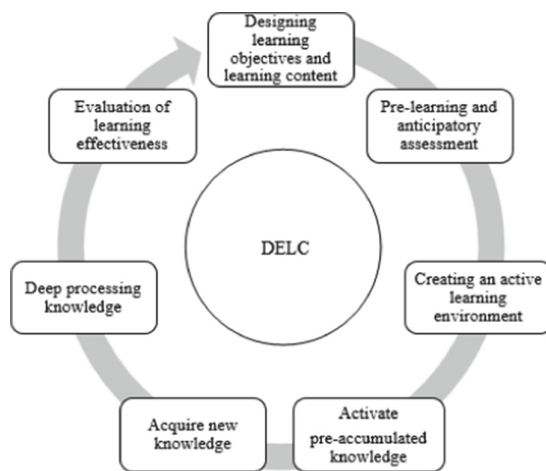 Designing
learning
objectives and
learning content
Pre-learning and
anticipatory
assessment
Creating an active
learning
environment
Activate
pre-accumulated
knowledge
Acquire new
knowledge
Deep processing
knowledge
Evaluation of
learning
effectiveness
DELC